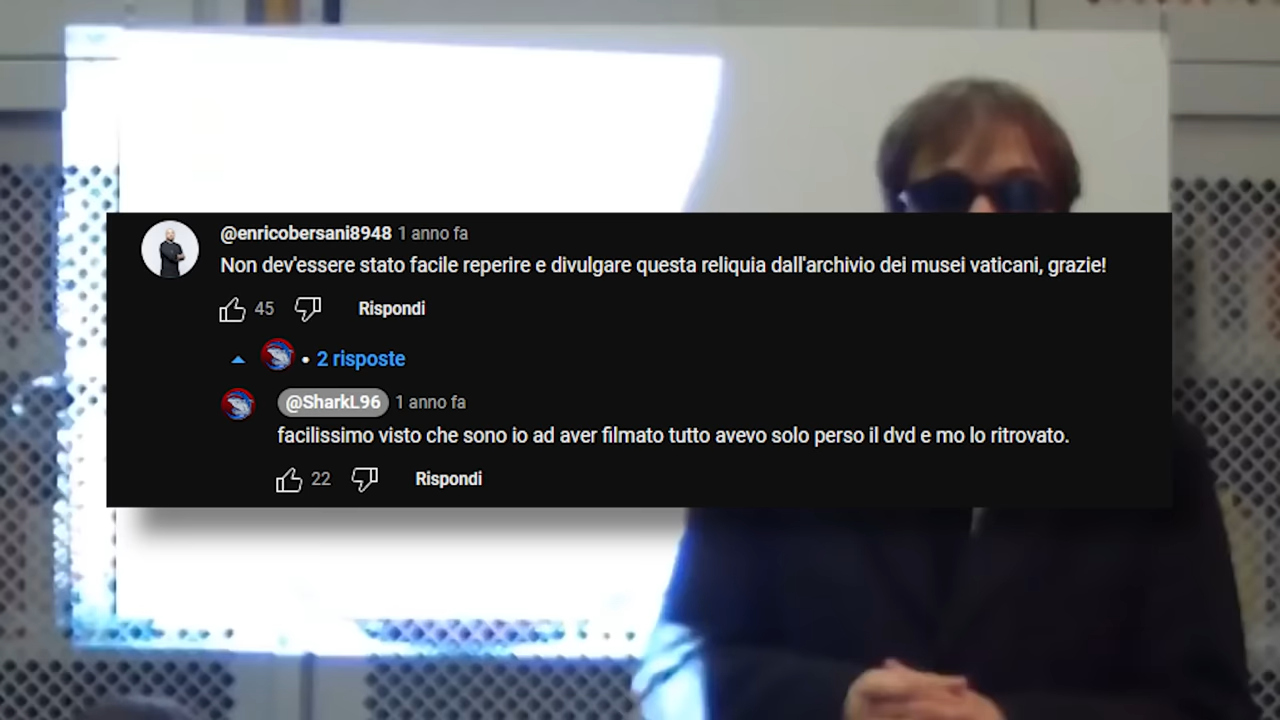 @enricobersani8948 1 anno fa
Non dev'essere stato facile reperire e divulgare questa reliquia dall'archivio dei musei vaticani, grazie!
45 Rispondi
• 2 risposte
@SharkL96 1 anno fa
facilissimo visto che sono io ad aver filmato tutto avevo solo perso il dvd e mo lo ritrovato.
22 Rispondi